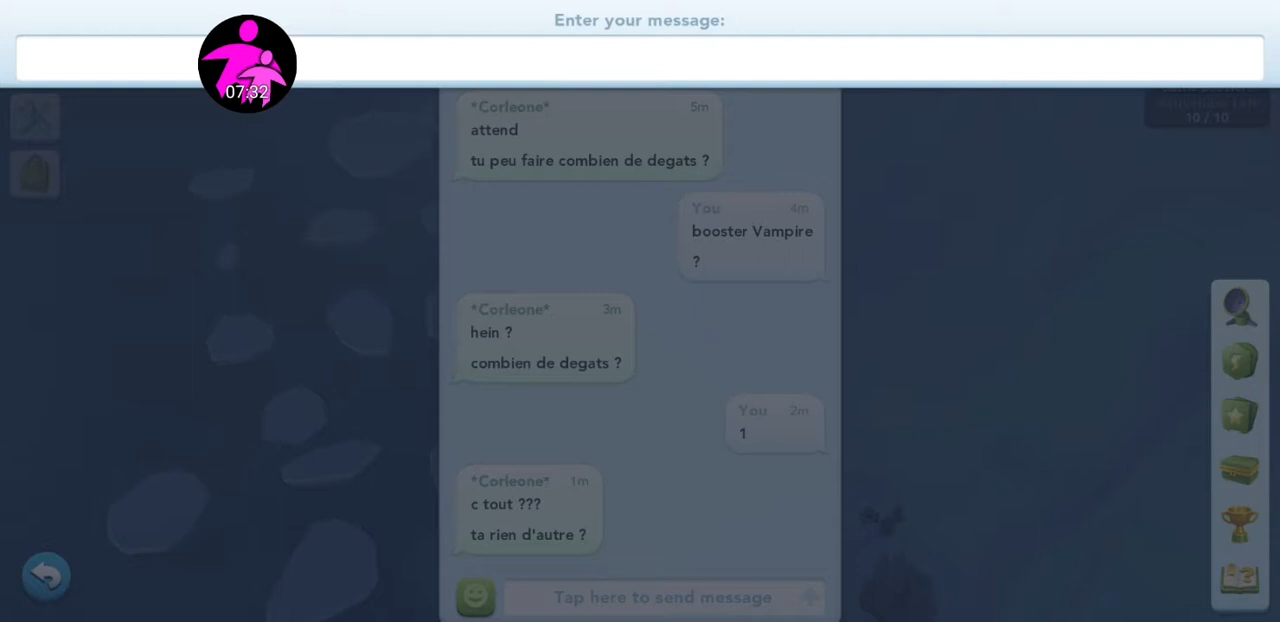 Enter your message:
07:32
10 / 10
*Corleone* 5m
attend
tu peu faire combien de degats ?
You 4m
booster Vampire
?
*Corleone* 3m
hein ?
combien de degats ?
You 2m
1
*Corleone* 1m
c tout ???
ta rien d'autre ?
Tap here to send message